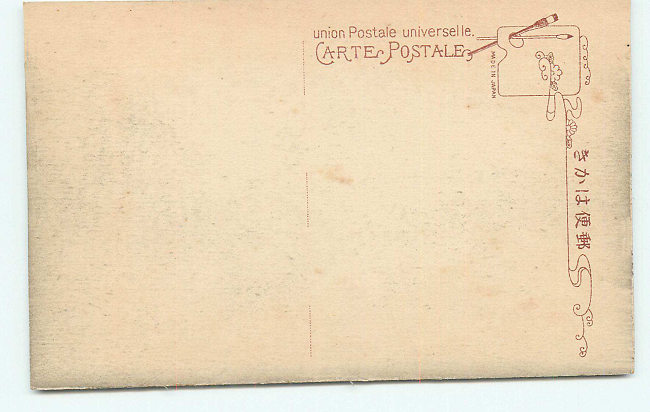 union Postale universelle.
CARTE POSTALE
MADE IN JAPAN
郵便はかき